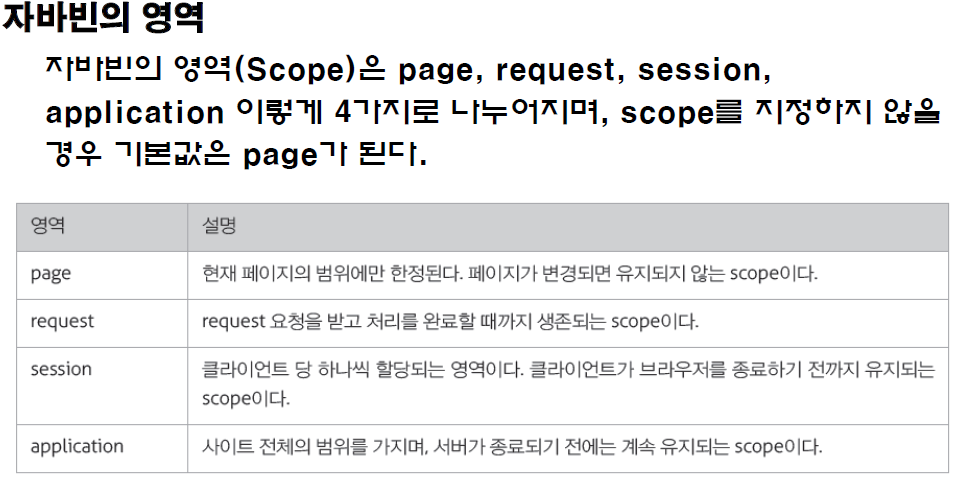 자바빈의 영역
자바빈의 영역(Scope)은 page, request, session,
application 이렇게 4가지로 나누어지며, scope를 지정하지 않을
경우 기본값은 page가 된다.
영역 설명
page 현재 페이지의 범위에만 한정된다. 페이지가 변경되면 유지되지 않는 scope이다.
request request 요청을 받고 처리를 완료할 때까지 생존되는 scope이다.
session 클라이언트 당 하나씩 할당되는 영역이다. 클라이언트가 브라우저를 종료하기 전까지 유지되는
scope이다.
application 사이트 전체의 범위를 가지며, 서버가 종료되기 전에는 계속 유지되는 scope이다.